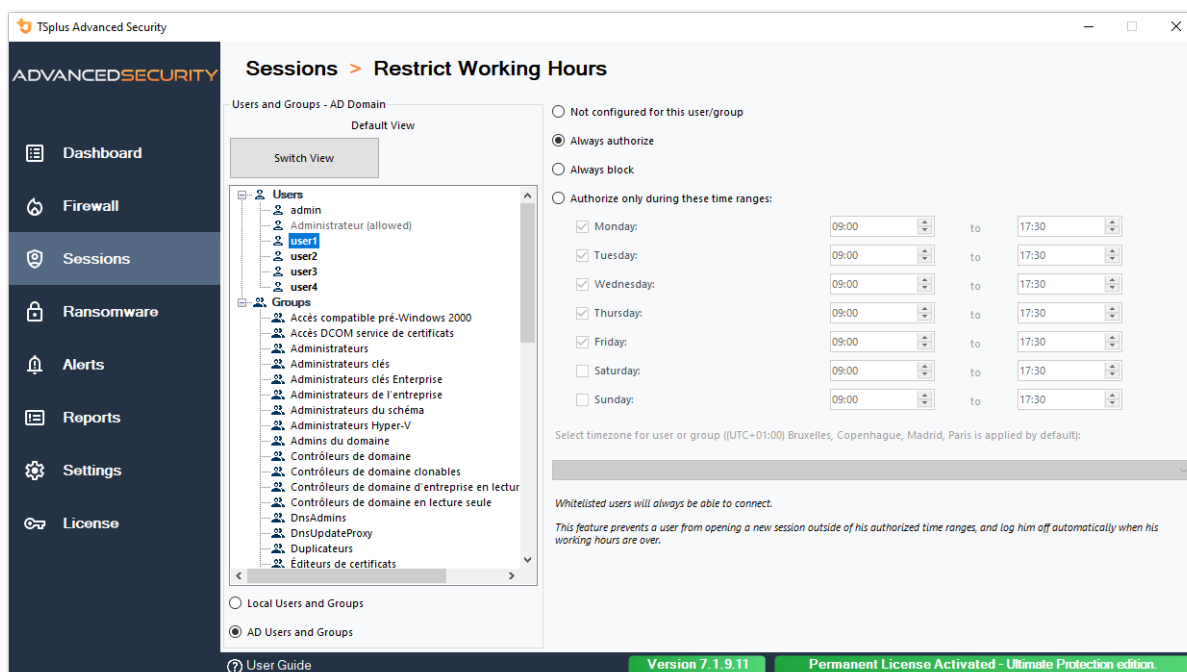 TSplus Advanced Security
ADVANCEDSECURITY
Dashboard
Firewall
Sessions
Ransomware
Alerts
Reports
Settings
License
Sessions > Restrict Working Hours
Users and Groups - AD Domain
Default View
Switch View
Users
admin
Administrateur (allowed)
user1
user2
user3
user4
Groups
Accès compatible pré-Windows 2000
Accès DCOM service de certificats
Administrateurs
Administrateurs clés
Administrateurs clés Enterprise
Administrateurs de l'entreprise
Administrateurs du schéma
Administrateurs Hyper-V
Admins du domaine
Contrôleurs de domaine
Contrôleurs de domaine clonables
Contrôleurs de domaine d'entreprise en lectur
Contrôleurs de domaine en lecture seule
DnsAdmins
DnsUpdateProxy
Duplicateurs
Éditeurs de certificats
Local Users and Groups
AD Users and Groups
Not configured for this user/group
Always authorize
Always block
Authorize only during these time ranges:
Monday: 09:00 to 17:30
Tuesday: 09:00 to 17:30
Wednesday: 09:00 to 17:30
Thursday: 09:00 to 17:30
Friday: 09:00 to 17:30
Saturday: 09:00 to 17:30
Sunday: 09:00 to 17:30
Select timezone for user or group ((UTC+01:00) Bruxelles, Copenhague, Madrid, Paris is applied by default):
Whitelisted users will always be able to connect.
This feature prevents a user from opening a new session outside of his authorized time ranges, and log him off automatically when his
working hours are over.
User Guide
Version 7.1.9.11
Permanent License Activated - Ultimate Protection edition.